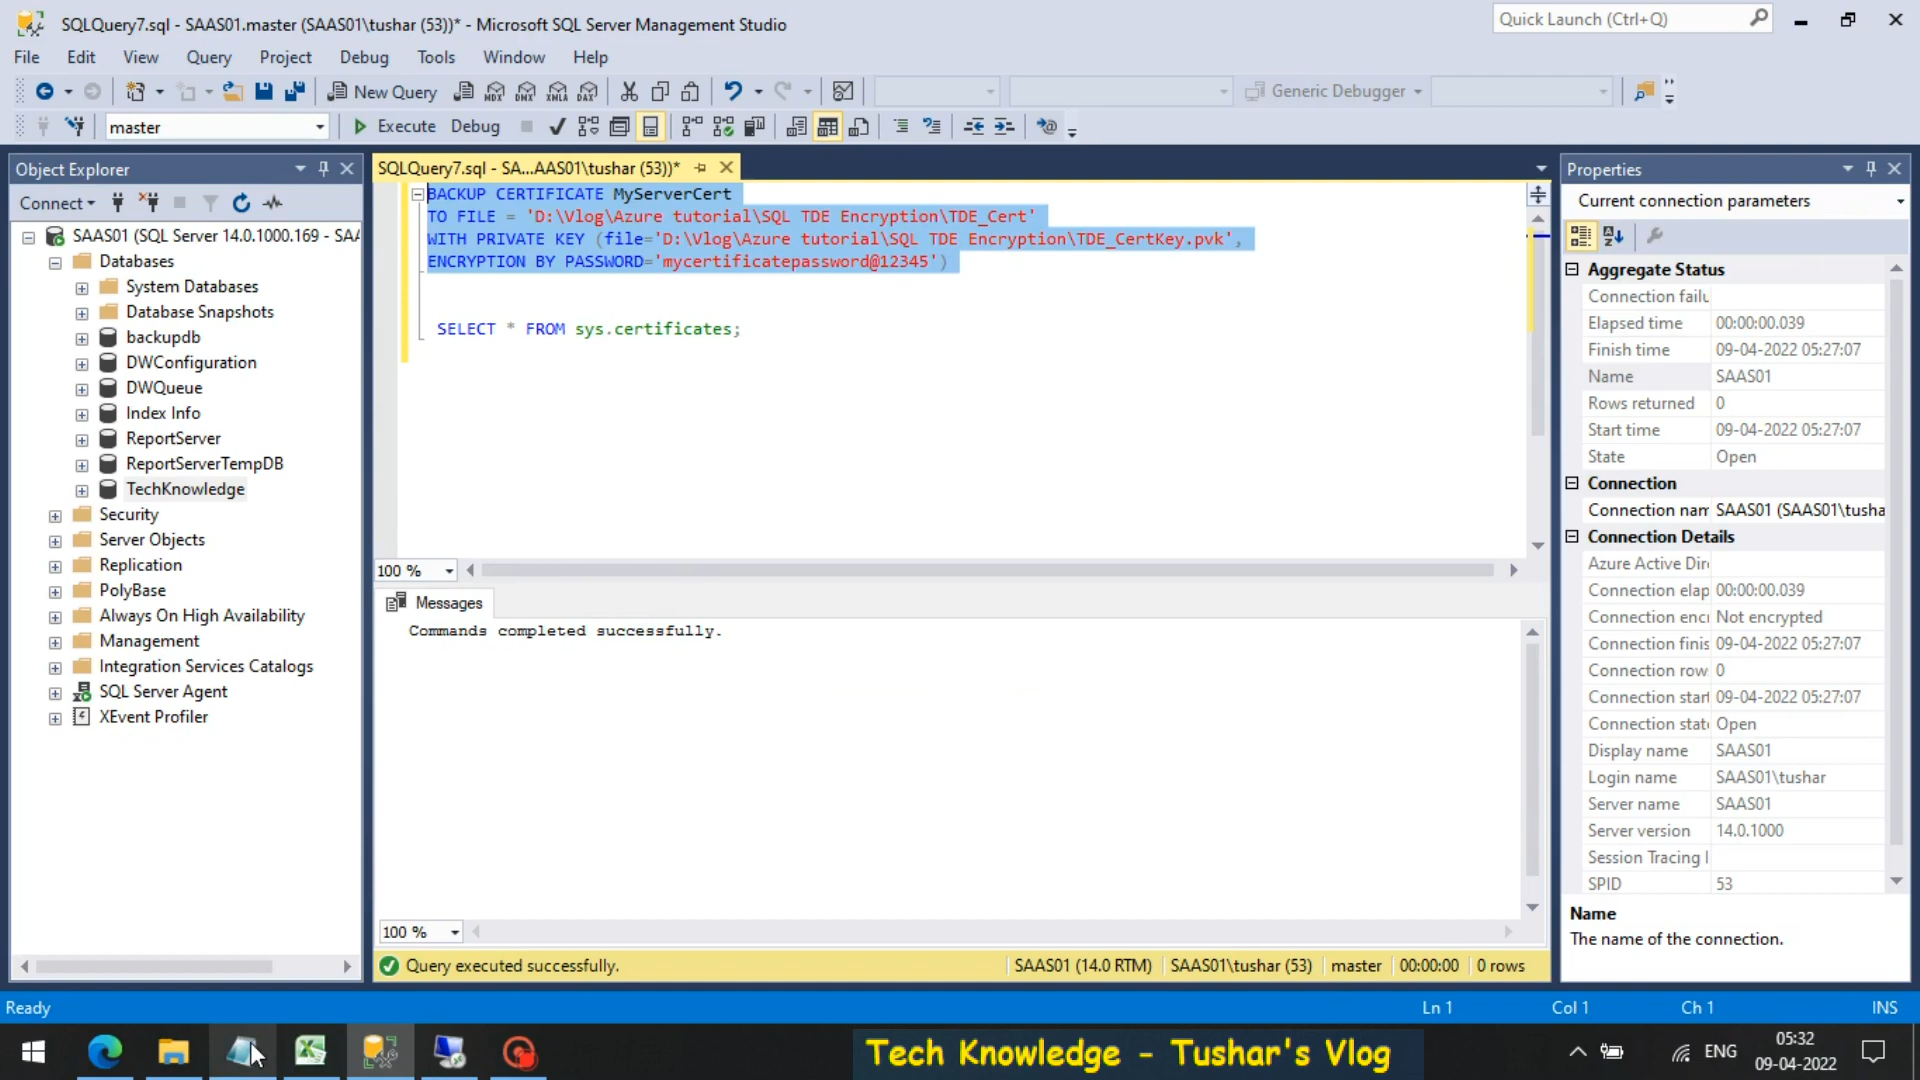 SQLQuery7.sql - SAAS01.master (SAAS01\tushar (53))* - Microsoft SQL Server Management Studio
Quick Launch (Ctrl+Q)
File Edit View Query Project Debug Tools Window Help
New Query
MDX DMX XMLA DAX
Generic Debugger
master
Execute Debug
Object Explorer
Connect
SAAS01 (SQL Server 14.0.1000.169 - SAA
Databases
System Databases
Database Snapshots
backupdb
DWConfiguration
DWQueue
Index Info
ReportServer
ReportServerTempDB
TechKnowledge
Security
Server Objects
Replication
PolyBase
Always On High Availability
Management
Integration Services Catalogs
SQL Server Agent
XEvent Profiler
SQLQuery7.sql - SA...AAS01\tushar (53))*
BACKUP CERTIFICATE MyServerCert
TO FILE = 'D:\Vlog\Azure tutorial\SQL TDE Encryption\TDE_Cert'
WITH PRIVATE KEY (file='D:\Vlog\Azure tutorial\SQL TDE Encryption\TDE_CertKey.pvk',
ENCRYPTION BY PASSWORD='mycertificatepassword@12345')
SELECT * FROM sys.certificates;
100 %
Messages
Commands completed successfully.
100 %
Query executed successfully.
SAAS01 (14.0 RTM) SAAS01\tushar (53) master 00:00:00 0 rows
Properties
Current connection parameters
Aggregate Status
Connection failu
Elapsed time 00:00:00.039
Finish time 09-04-2022 05:27:07
Name SAAS01
Rows returned 0
Start time 09-04-2022 05:27:07
State Open
Connection
Connection nam SAAS01 (SAAS01\tusha
Connection Details
Azure Active Dire
Connection elap 00:00:00.039
Connection encr Not encrypted
Connection finis 09-04-2022 05:27:07
Connection row 0
Connection start 09-04-2022 05:27:07
Connection state Open
Display name SAAS01
Login name SAAS01\tushar
Server name SAAS01
Server version 14.0.1000
Session Tracing I
SPID 53
Name
The name of the connection.
Ready
Ln 1 Col 1 Ch 1 INS
Tech Knowledge - Tushar's Vlog
ENG
05:32
09-04-2022